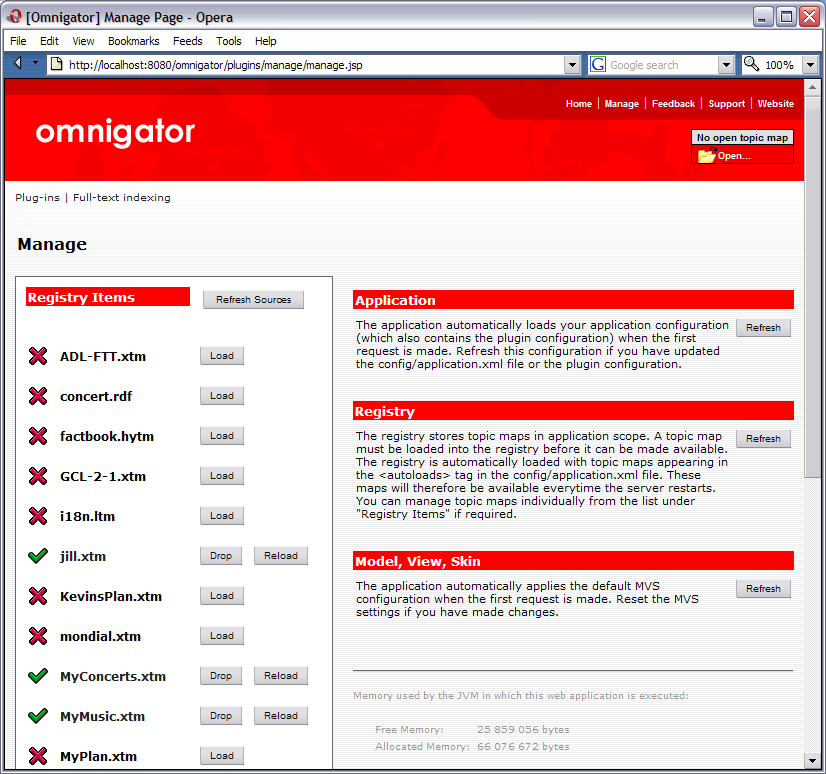 [Omnigator] Manage Page - Opera
File Edit View Bookmarks Feeds Tools Help
http://localhost:8080/omnigator/plugins/manage/manage.jsp
G Google search
100%
Home | Manage | Feedback | Support | Website
omnigator
No open topic map
Open...
Plug-ins | Full-text indexing
Manage
Registry Items
Refresh Sources
ADL-FTT.xtm Load
concert.rdf Load
factbook.hytm Load
GCL-2-1.xtm Load
i18n.ltm Load
jill.xtm Drop Reload
KevinsPlan.xtm Load
mondial.xtm Load
MyConcerts.xtm Drop Reload
MyMusic.xtm Drop Reload
MyPlan.xtm Load
Application
The application automatically loads your application configuration
(which also contains the plugin configuration) when the first
request is made. Refresh this configuration if you have updated
the config/application.xml file or the plugin configuration.
Refresh
Registry
The registry stores topic maps in application scope. A topic map
must be loaded into the registry before it can be made available.
The registry is automatically loaded with topic maps appearing in
the <autoloads> tag in the config/application.xml file. These
maps will therefore be available everytime the server restarts.
You can manage topic maps individually from the list under
"Registry Items" if required.
Refresh
Model, View, Skin
The application automatically applies the default MVS
configuration when the first request is made. Reset the MVS
settings if you have made changes.
Refresh
Memory used by the JVM in which this web application is executed:
Free Memory: 25 859 056 bytes
Allocated Memory: 66 076 672 bytes